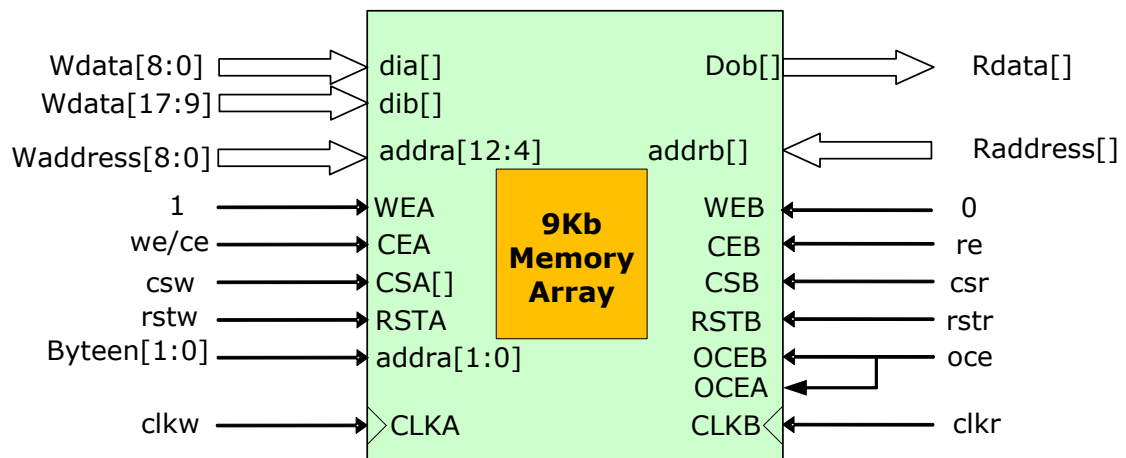 Wdata[8:0] dia[] Dob[] Rdata[]
Wdata[17:9] dib[]
Waddress[8:0] addra[12:4] addrb[] Raddress[]
1 WEA WEB 0
we/ce CEA CEB re
csw CSA[] CSB csr
rstw RSTA RSTB rstr
Byteen[1:0] addra[1:0] OCEB oce
OCEA
clkw CLKA CLKB clkr
9Kb
Memory
Array